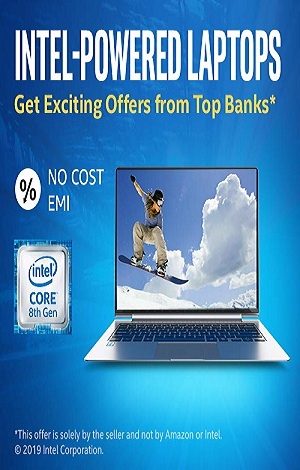 INTEL-POWERED LAPTOPS
Get Exciting Offers from Top Banks*
%
NO COST
EMI
intel
CORE
8th Gen
*This offer is solely by the seller and not by Amazon or Intel.
© 2019 Intel Corporation.